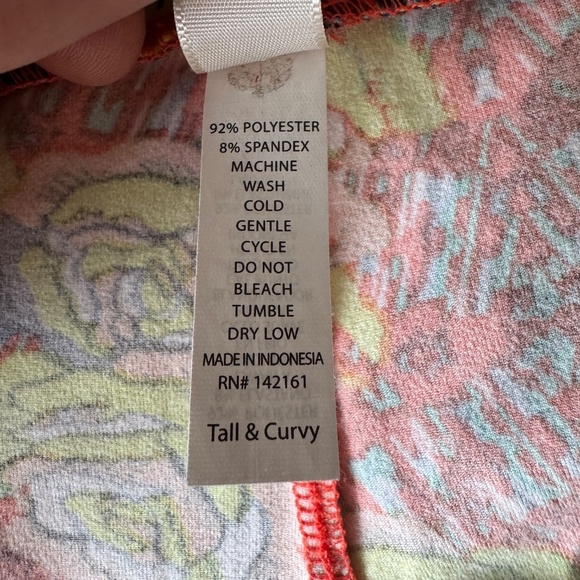 92% POLYESTER
8% SPANDEX
MACHINE
WASH
COLD
GENTLE
CYCLE
DO NOT
BLEACH
TUMBLE
DRY LOW
MADE IN INDONESIA
RN# 142161
Tall & Curvy